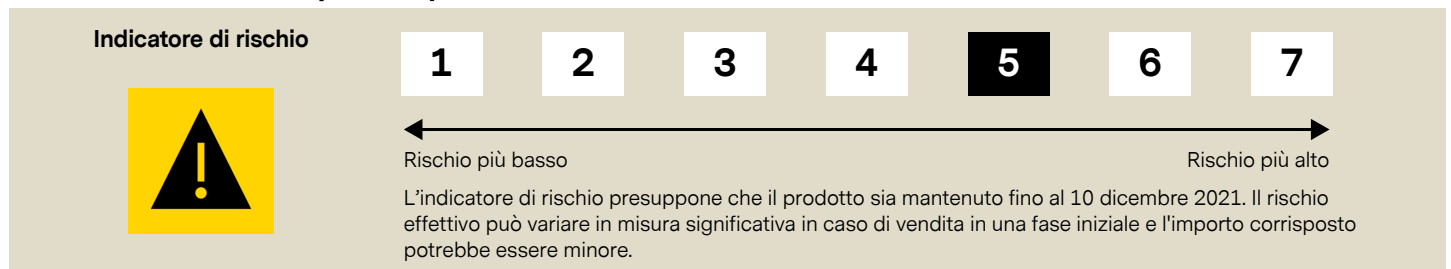 Indicatore di rischio
1 2 3 4 5 6 7
Rischio più basso
Rischio più alto
L'indicatore di rischio presuppone che il prodotto sia mantenuto fino al 10 dicembre 2021. Il rischio
effettivo può variare in misura significativa in caso di vendita in una fase iniziale e l'importo corrisposto
potrebbe essere minore.